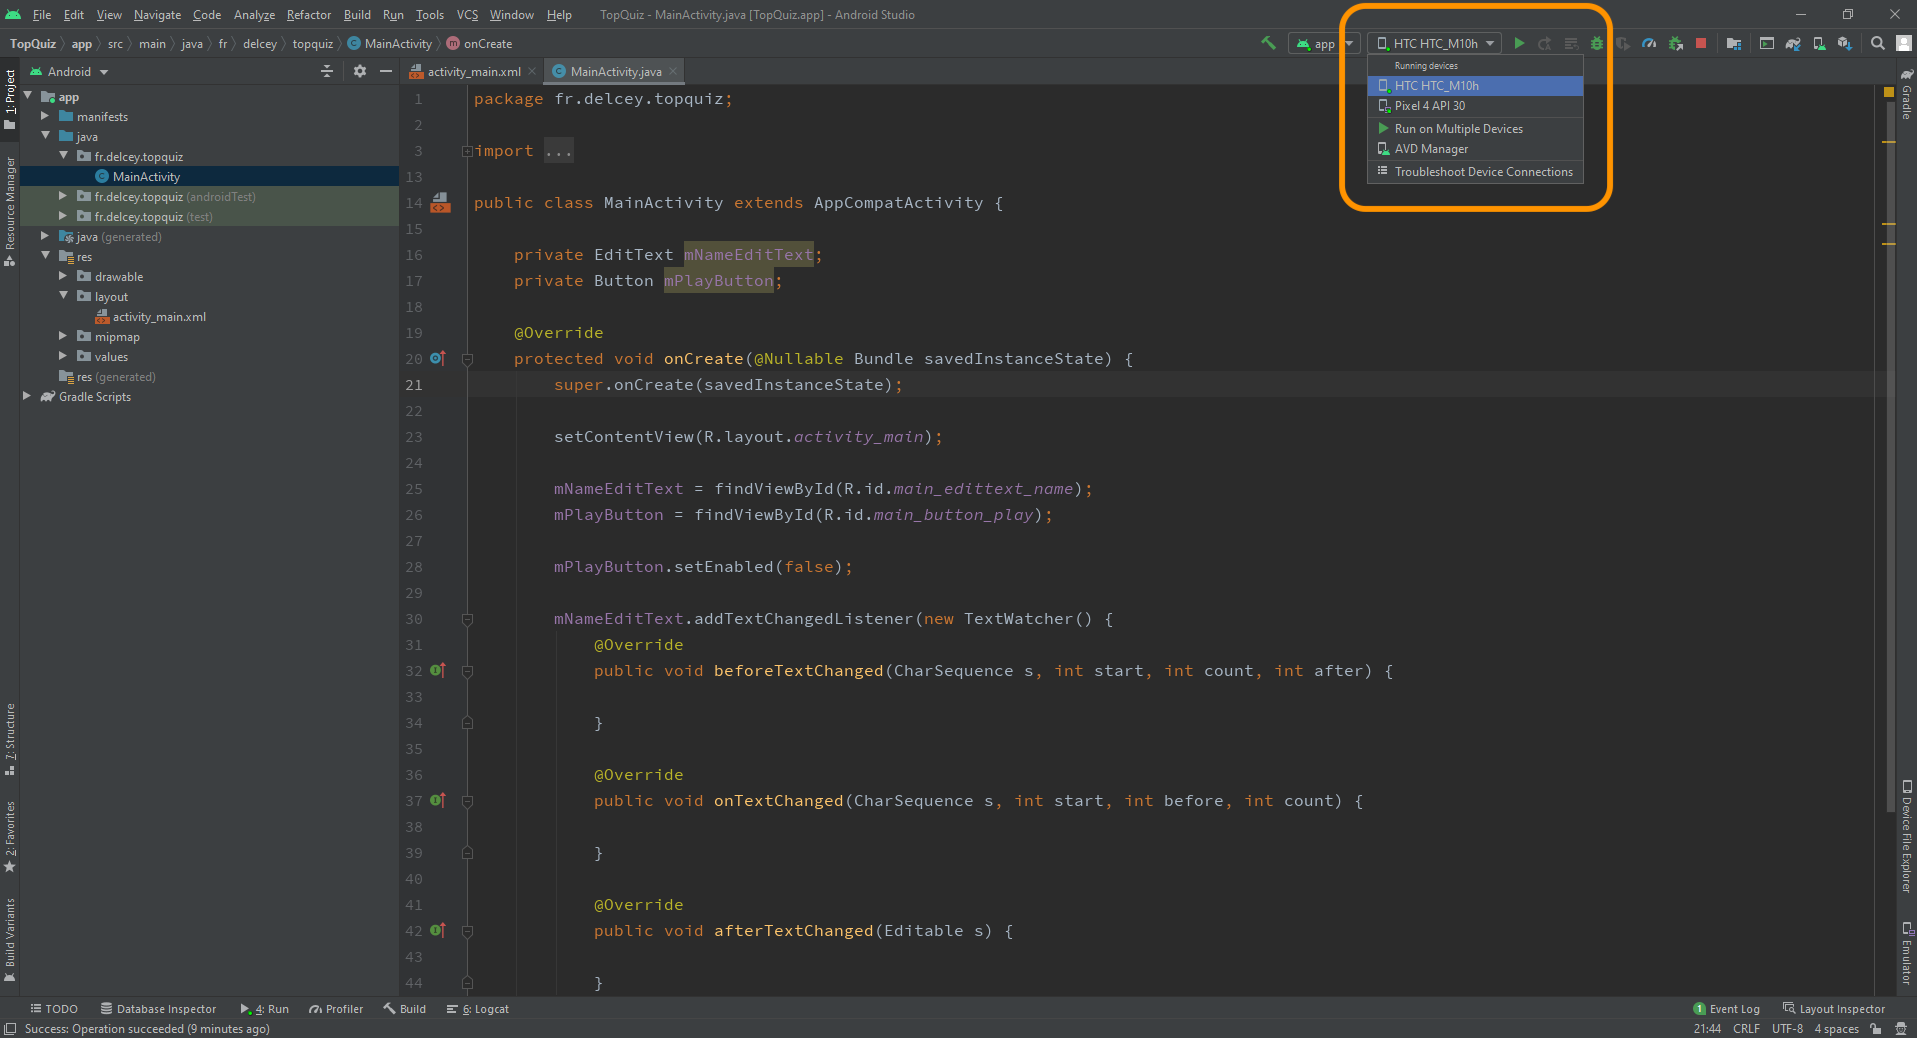 File Edit View Navigate Code Analyze Refactor Build Run Tools VCS Window Help TopQuiz - MainActivity.java [TopQuiz.app] - Android Studio
TopQuiz app src main java fr delcey topquiz MainActivity onCreate app HTC HTC_M10h
Running devices
HTC HTC_M10h
Pixel 4 API 30
Run on Multiple Devices
AVD Manager
Troubleshoot Device Connections
1: Project
Resource Manager
7: Structure
2: Favorites
Build Variants
Android
app
manifests
java
fr.delcey.topquiz
MainActivity
fr.delcey.topquiz (androidTest)
fr.delcey.topquiz (test)
java (generated)
res
drawable
layout
activity_main.xml
mipmap
values
res (generated)
Gradle Scripts
activity_main.xml MainActivity.java
1 package fr.delcey.topquiz;
2
3 import ...
13
14 public class MainActivity extends AppCompatActivity {
15
16 private EditText mNameEditText;
17 private Button mPlayButton;
18
19 @Override
20 protected void onCreate(@Nullable Bundle savedInstanceState) {
21 super.onCreate(savedInstanceState);
22
23 setContentView(R.layout.activity_main);
24
25 mNameEditText = findViewById(R.id.main_edittext_name);
26 mPlayButton = findViewById(R.id.main_button_play);
27
28 mPlayButton.setEnabled(false);
29
30 mNameEditText.addTextChangedListener(new TextWatcher() {
31 @Override
32 public void beforeTextChanged(CharSequence s, int start, int count, int after) {
33
34 }
35
36 @Override
37 public void onTextChanged(CharSequence s, int start, int before, int count) {
38
39 }
40
41 @Override
42 public void afterTextChanged(Editable s) {
43
44 }
Gradle
Device File Explorer
Emulator
TODO Database Inspector 4: Run Profiler Build 6: Logcat 1 Event Log Layout Inspector
Success: Operation succeeded (9 minutes ago) 21:44 CRLF UTF-8 4 spaces